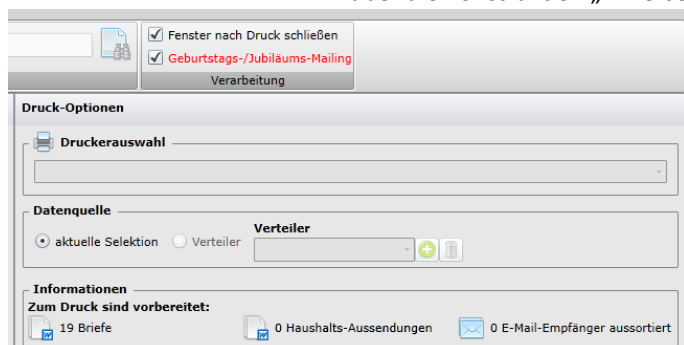 Fenster nach Druck schließen
Geburtstags-/Jubiläums-Mailing
Verarbeitung
Druck-Optionen
Druckerauswahl
Datenquelle
aktuelle Selektion Verteiler Verteiler
Informationen
Zum Druck sind vorbereitet:
19 Briefe 0 Haushalts-Aussendungen 0 E-Mail-Empfänger aussortiert